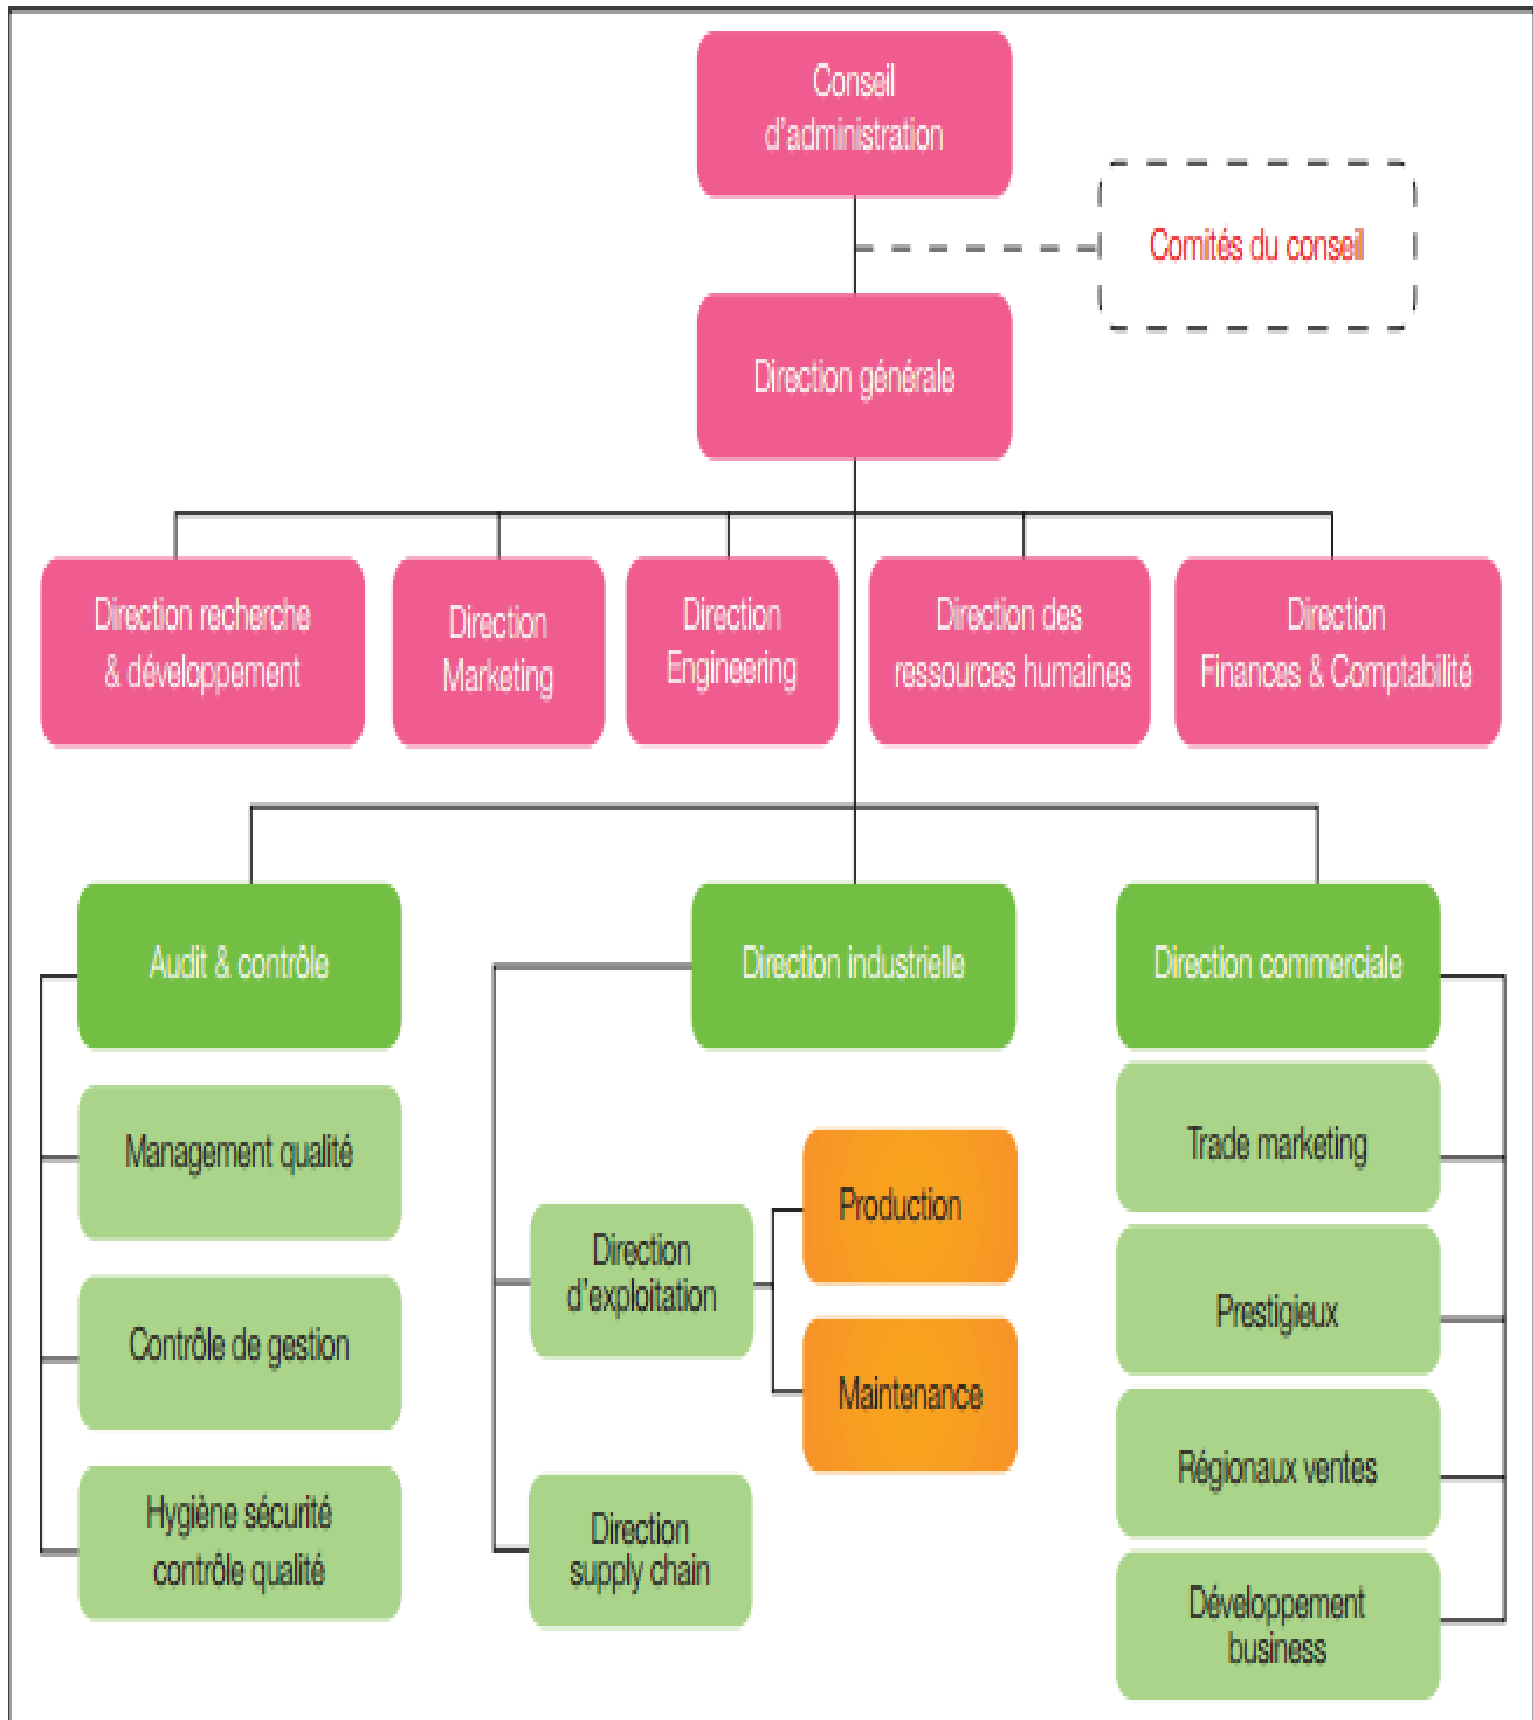 Conseil
d'administration
Comités du conseil
Direction générale
Direction recherche
& développement
Direction
Marketing
Direction
Engineering
Direction des
ressources humaines
Direction
Finances & Comptabilité
Audit & contrôle
Management qualité
Contrôle de gestion
Hygiène sécurité
contrôle qualité
Direction industrielle
Direction
d'exploitation
Production
Maintenance
Direction
supply chain
Direction commerciale
Trade marketing
Prestigieux
Régionaux ventes
Développement
business